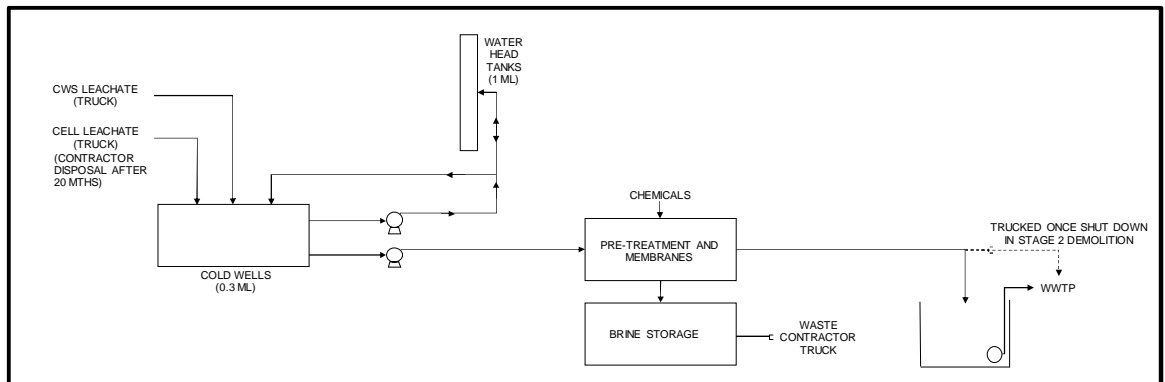 WATER
HEAD
TANKS
(1 ML)
CWS LEACHATE
(TRUCK)
CELL LEACHATE
(TRUCK)
(CONTRACTOR
DISPOSAL AFTER
20 MTHS)
COLD WELLS
(0.3 ML)
CHEMICALS
PRE-TREATMENT AND
MEMBRANES
BRINE STORAGE
WASTE
CONTRACTOR
TRUCK
TRUCKED ONCE SHUT DOWN
IN STAGE 2 DEMOLITION
WWTP